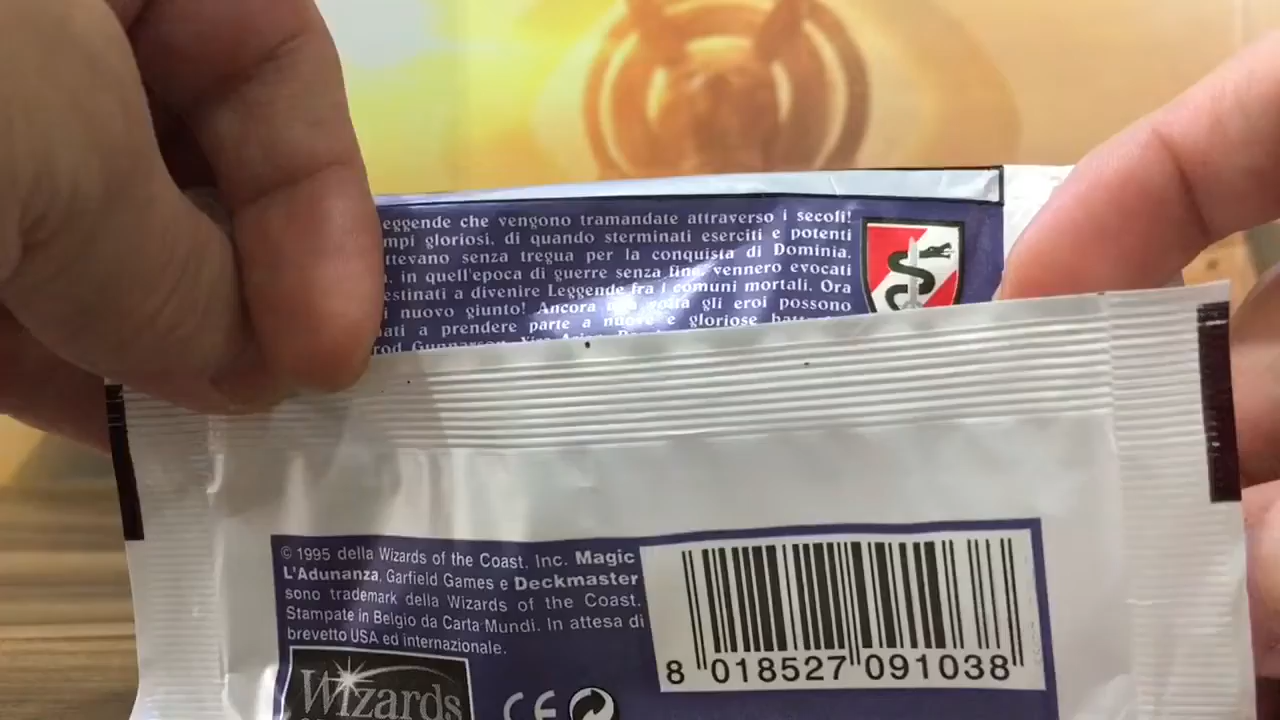 eggende che vengono tramandate attraverso i secoli!
mpi gloriosi, di quando sterminati eserciti e potenti
ttevano senza tregua per la conquista di Dominia.
, in quell'epoca di guerre senza fine, vennero evocati
estinati a divenire Leggende fra i comuni mortali. Ora
i nuovo giunto! Ancora una volta gli eroi possono
ati a prendere parte a nuove e gloriose
rod Gunnarson,
© 1995 della Wizards of the Coast, Inc. Magic
L'Adunanza, Garfield Games e Deckmaster
sono trademark della Wizards of the Coast.
Stampate in Belgio da Carta Mundi. In attesa di
brevetto USA ed internazionale.
8 018527 091038
Wizards
CE